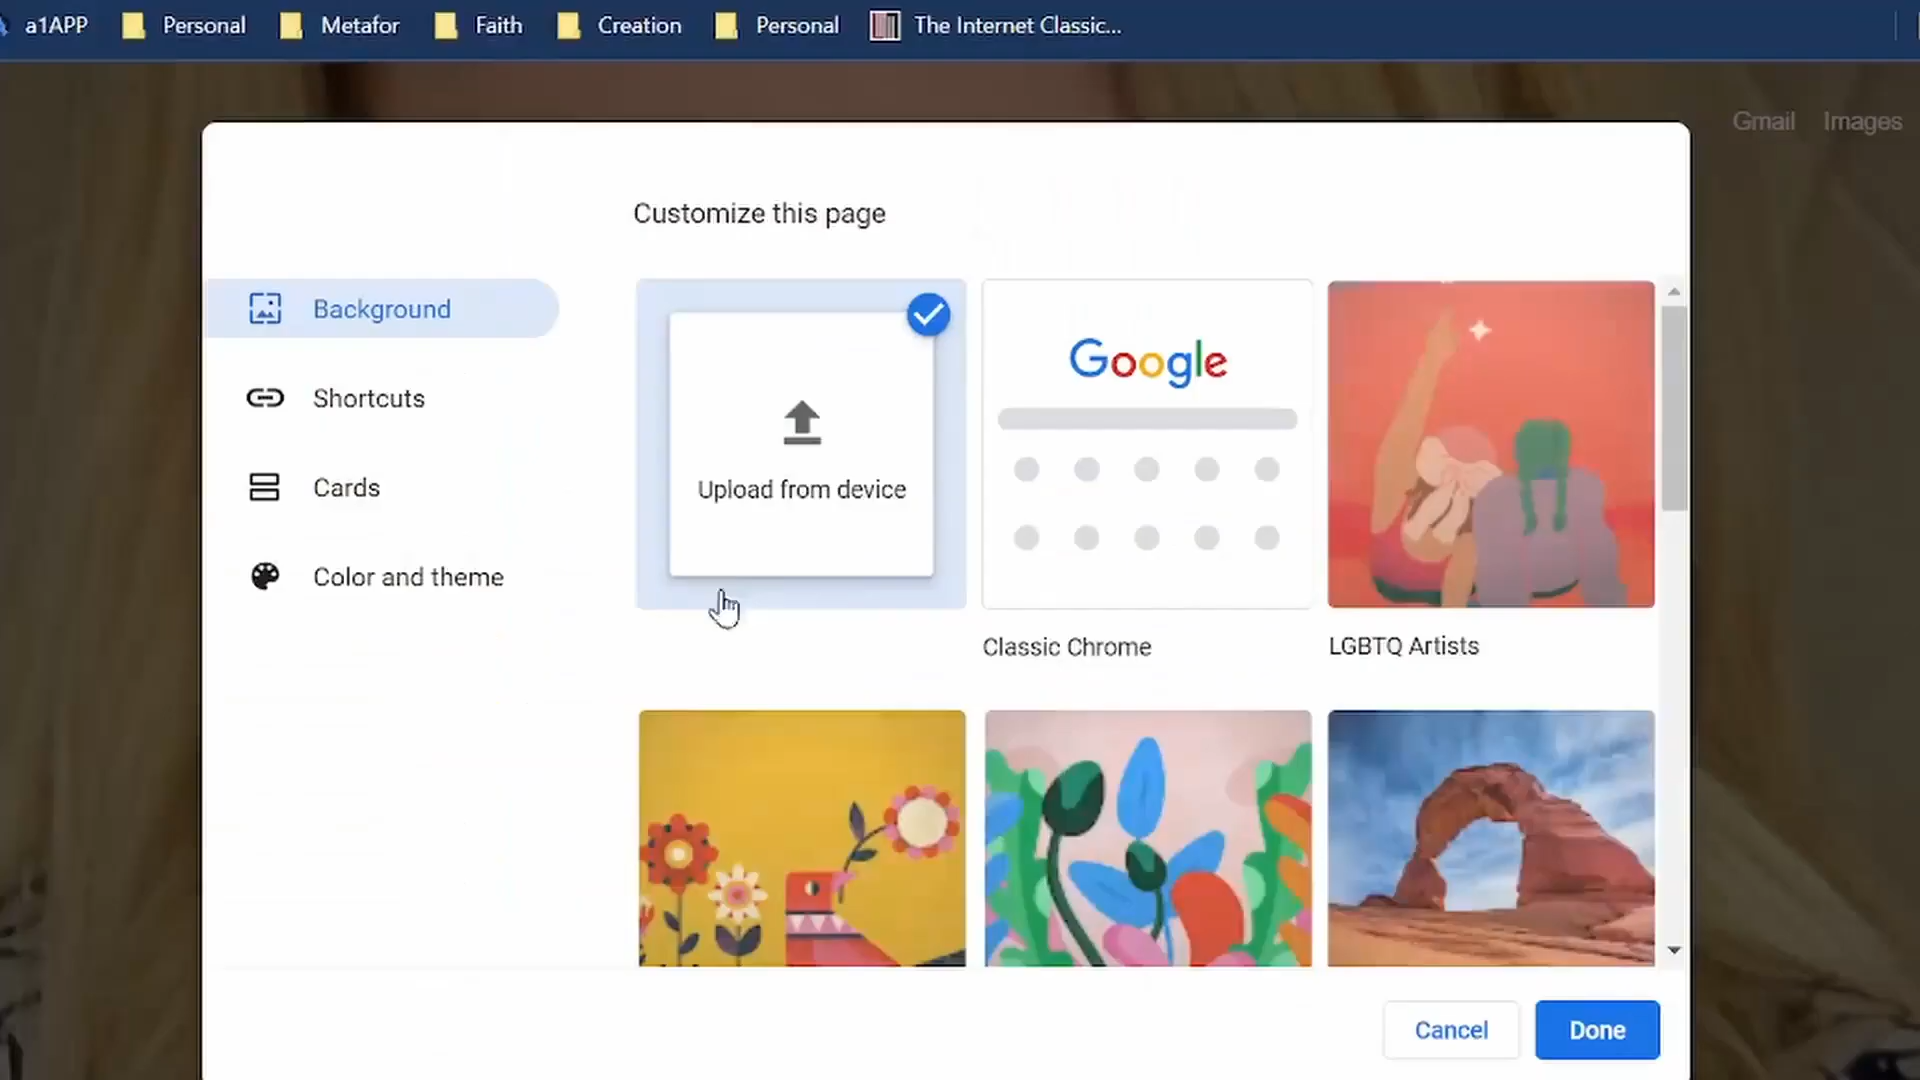 a1APP Personal Metafor Faith Creation Personal The Internet Classic...
Gmail Images
Customize this page
Background
Shortcuts
Cards
Color and theme
Upload from device
Google
Classic Chrome
LGBTQ Artists
Cancel Done